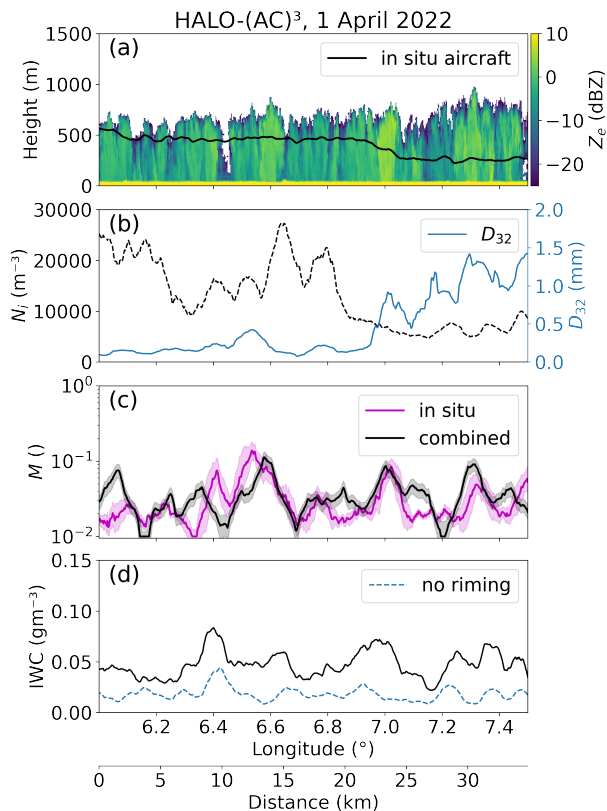 HALO-(AC)³, 1 April 2022
(a)
in situ aircraft
1500
1000
500
0
Height (m)
10
0
−10
−20
Zₑ (dBZ)
(b)
D₃₂
30000
20000
10000
0
Nᵢ (m⁻³)
2.0
1.5
1.0
0.5
0.0
D₃₂ (mm)
(c)
in situ
combined
10⁰
10⁻¹
10⁻²
M ()
(d)
no riming
0.15
0.10
0.05
0.00
IWC (gm⁻³)
6.2 6.4 6.6 6.8 7.0 7.2 7.4
Longitude (°)
0 5 10 15 20 25 30
Distance (km)